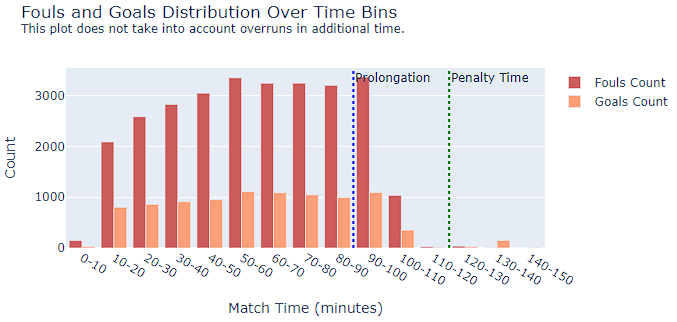 Fouls and Goals Distribution Over Time Bins
This plot does not take into account overruns in additional time.
Prolongation
Penalty Time
Fouls Count
Goals Count
3000
2000
1000
0
Count
0-10
10-20
20-30
30-40
40-50
50-60
60-70
70-80
80-90
90-100
100-110
110-120
120-130
130-140
140-150
Match Time (minutes)